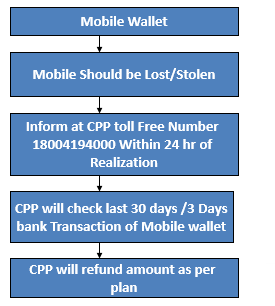 Mobile Wallet
Mobile Should be Lost/Stolen
Inform at CPP toll Free Number
18004194000 Within 24 hr of
Realization
CPP will check last 30 days /3 Days
bank Transaction of Mobile wallet
CPP will refund amount as per
plan